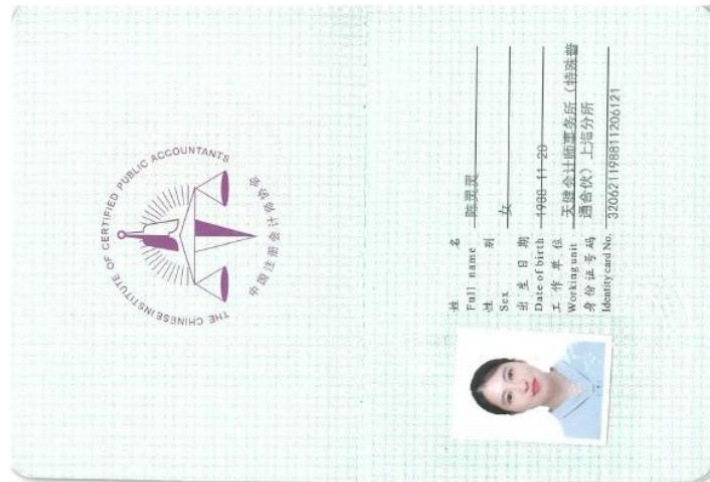 THE CHINESE INSTITUTE OF CERTIFIED PUBLIC ACCOUNTANTS
中国注册会计师协会
姓 名 陈灵灵
Full name
性 别 女
Sex
出 生 日 期 1988-11-20
Date of birth
工 作 单 位 天健会计师事务所(特殊普
Working unit 通合伙)上海分所
身份证号码 320621198811206121
Identity card No.